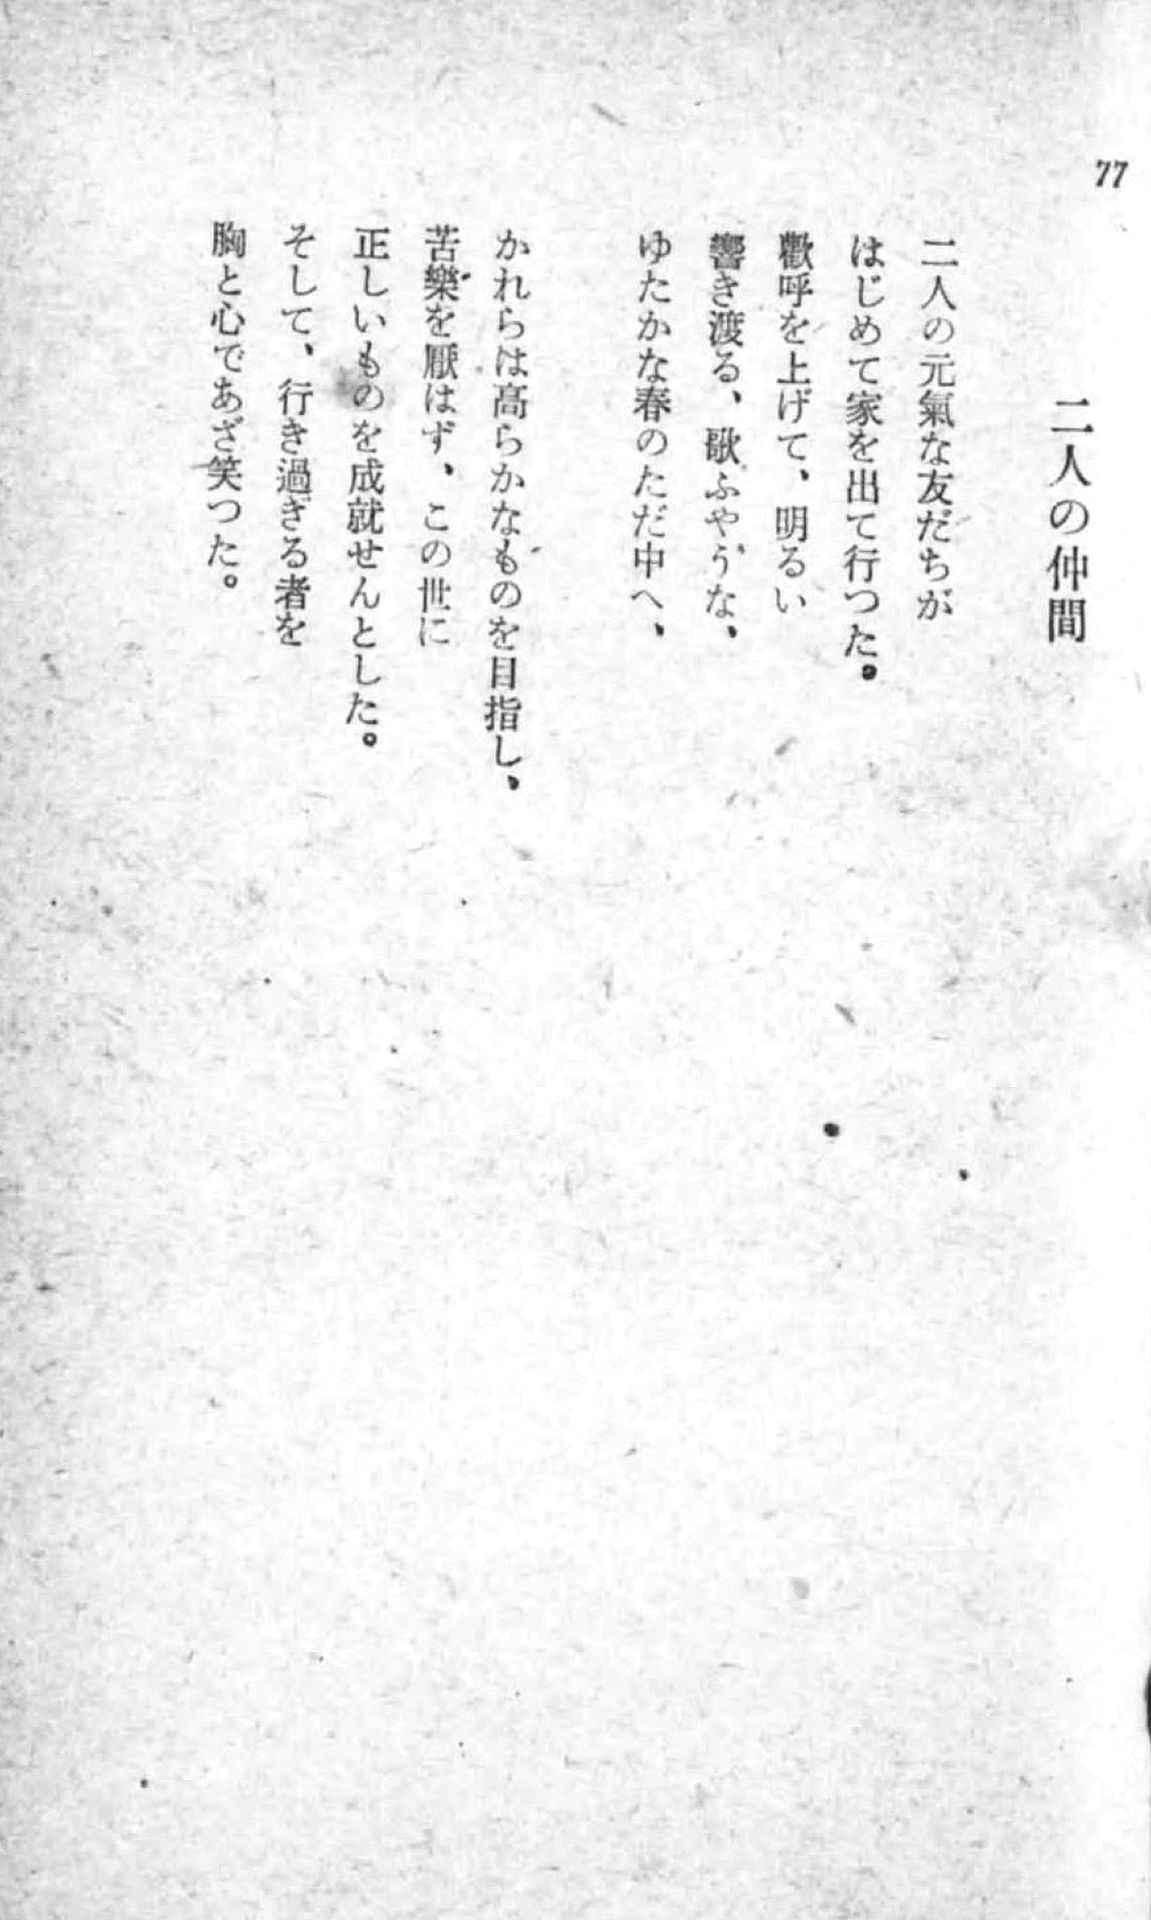 77
二人の仲間
二人の元氣な友だちが
はじめて家を出て行つた。
歡呼を上げて、明るい
響き渡る、歌ふやうな、
ゆたかな春のただ中へ、
かれらは高らかなものを目指し、
苦樂を厭はず、この世に
正しいものを成就せんとした。
そして、行き過ぎる者を
胸と心であざ笑つた。